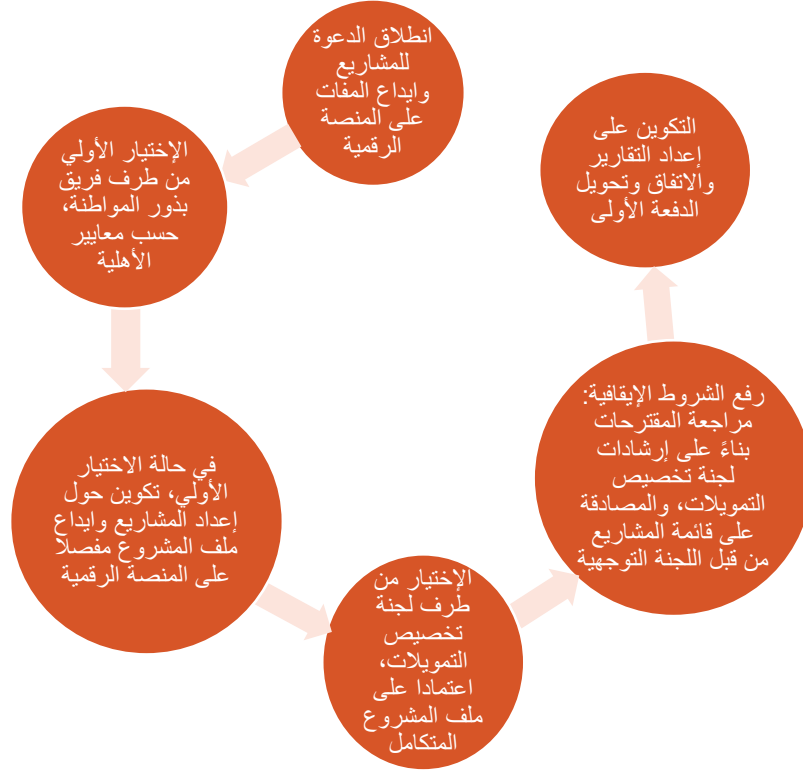 انطلاق الدعوة
للمشاريع
وايداع المفات
على المنصة
الرقمية
الإختيار الأولي
من طرف فريق
بذور المواطنة،
حسب معايير
الأهلية
في حالة الاختيار
الأولي، تكوين حول
إعداد المشاريع وايداع
ملف المشروع مفصلا
على المنصة الرقمية
الإختيار من
طرف لجنة
تخصيص
التمويلات،
اعتمادا على
ملف المشروع
المتكامل
رفع الشروط الإيقافية:
مراجعة المقترحات
بناءً على إرشادات
لجنة تخصيص
التمويلات، والمصادقة
على قائمة المشاريع
من قبل اللجنة التوجهية
التكوين على
إعداد التقارير
والاتفاق وتحويل
الدفعة الأولى